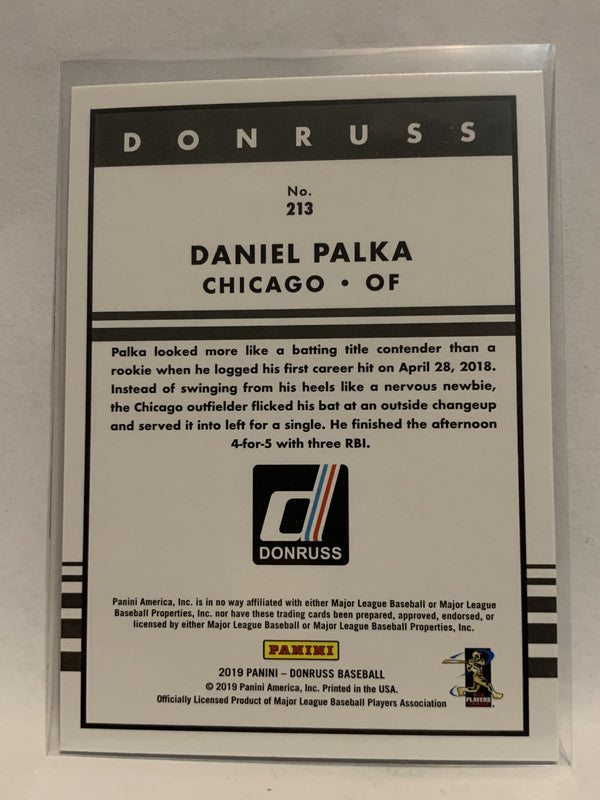 DONRUSS
No.
213
DANIEL PALKA
CHICAGO • OF
Palka looked more like a batting title contender than a
rookie when he logged his first career hit on April 28, 2018.
Instead of swinging from his heels like a nervous newbie,
the Chicago outfielder flicked his bat at an outside changeup
and served it into left for a single. He finished the afternoon
4-for-5 with three RBI.
d
DONRUSS
Panini America, Inc. is in no way affiliated with either Major League Baseball or Major League
Baseball Properties, Inc. nor have these trading cards been prepared, approved, endorsed, or
licensed by either Major League Baseball or Major League Baseball Properties, Inc.
PANINI
2019 PANINI – DONRUSS BASEBALL
© 2019 Panini America, Inc. Printed in the USA.
Officially Licensed Product of Major League Baseball Players Association
PLAYERS